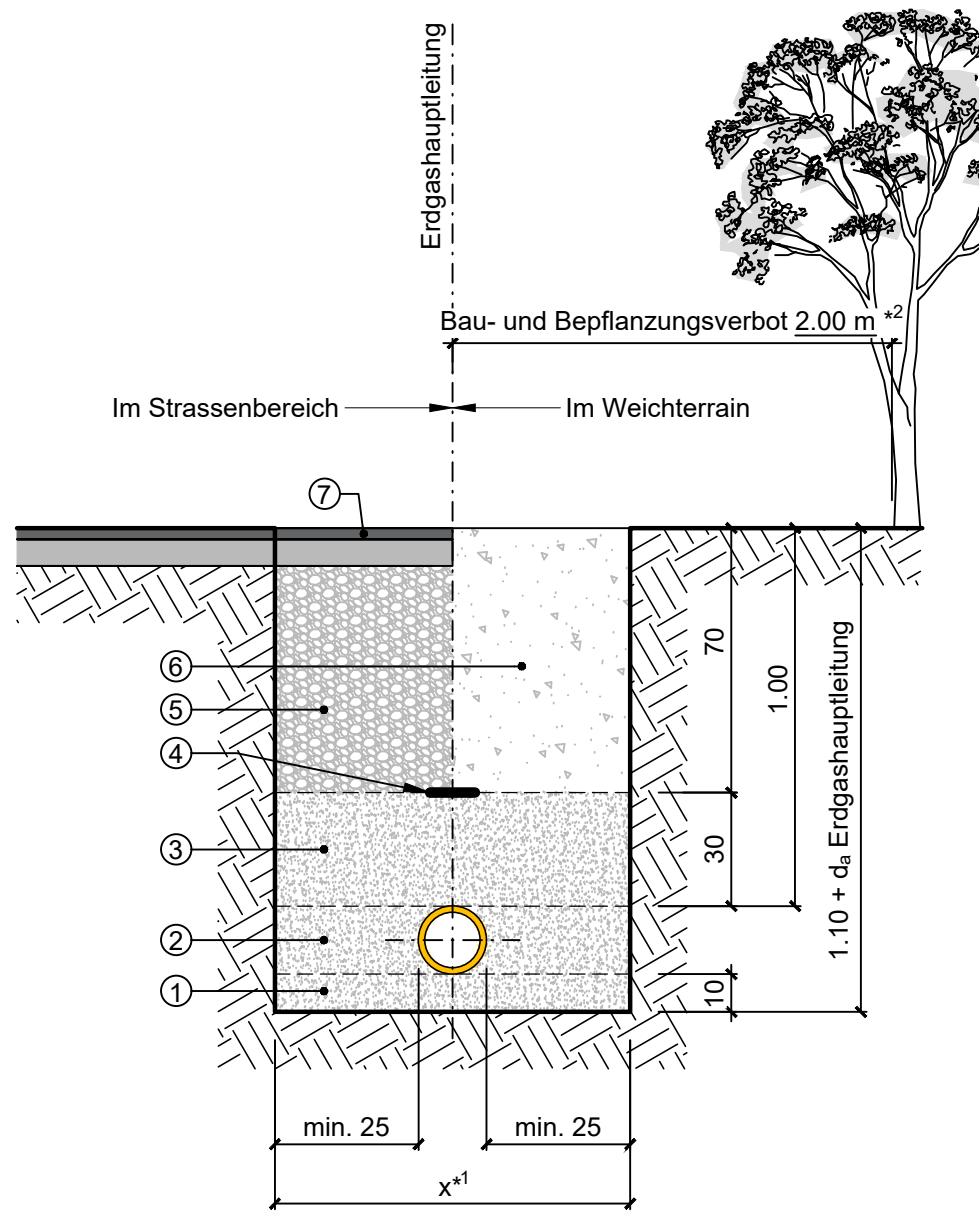 Erdgashauptleitung
Bau- und Bepflanzungsverbot 2.00 m *2
Im Strassenbereich
Im Weichterrain
7
6
5
4
3
2
1
70
30
10
1.00
1.10 + da Erdgashauptleitung
min. 25
min. 25
x*1